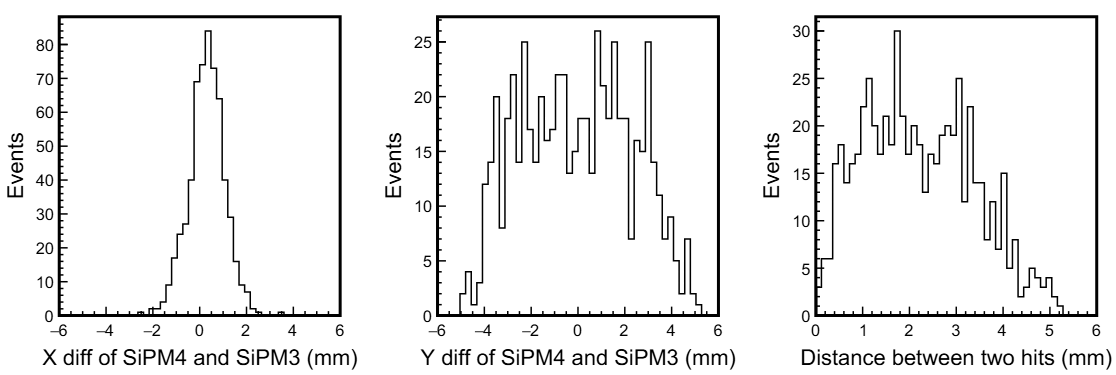 Events
80
70
60
50
40
30
20
10
0
−6 −4 −2 0 2 4 6
X diff of SiPM4 and SiPM3 (mm)
Events
25
20
15
10
5
0
−6 −4 −2 0 2 4 6
Y diff of SiPM4 and SiPM3 (mm)
Events
30
25
20
15
10
5
0
0 1 2 3 4 5 6
Distance between two hits (mm)